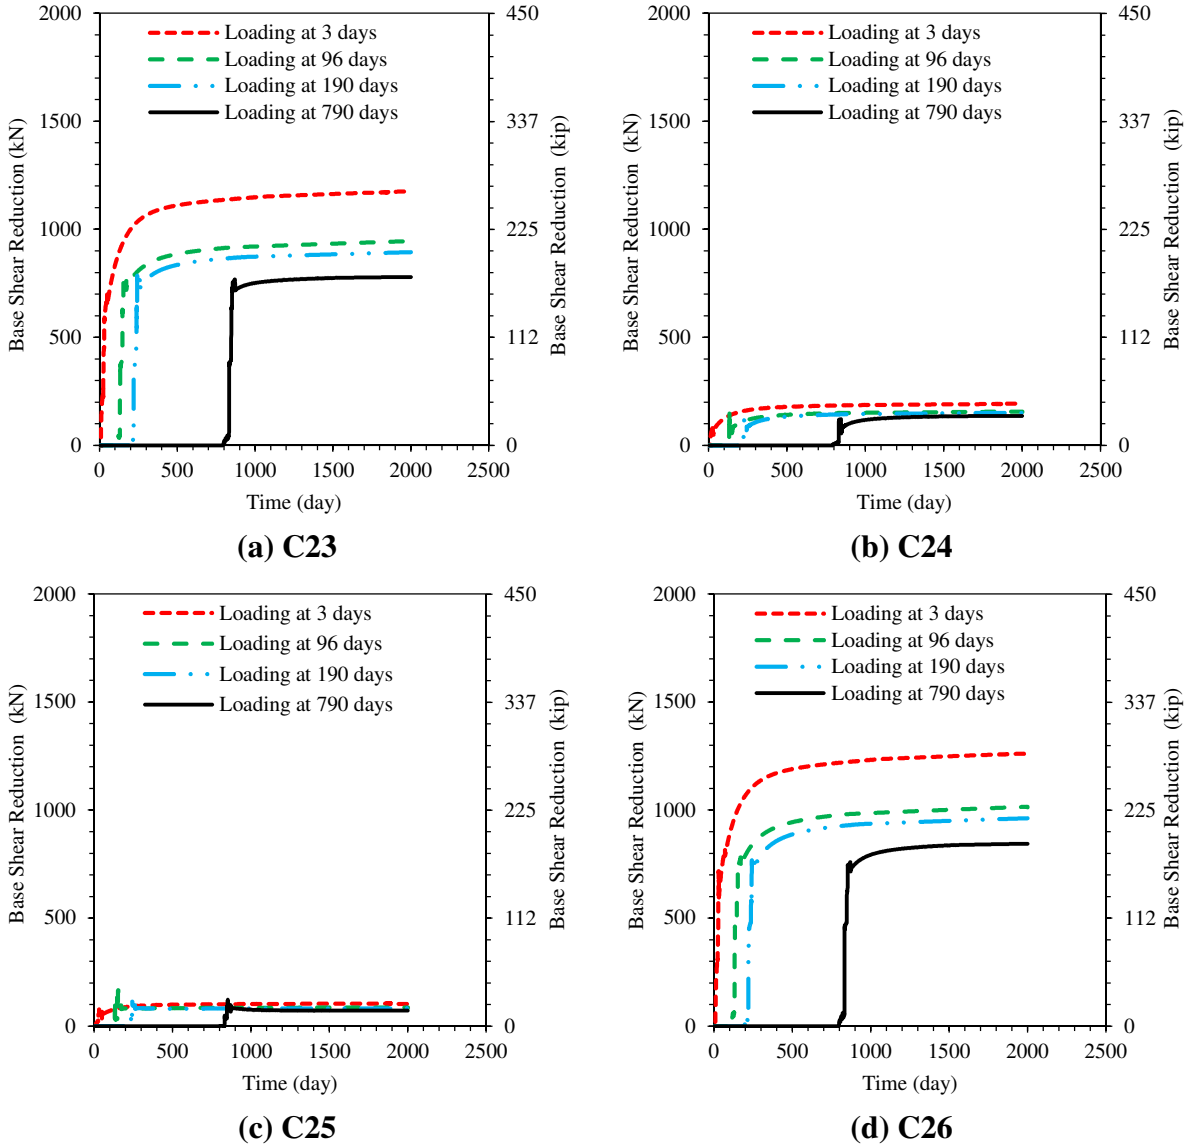 2000
1500
1000
500
0
Base Shear Reduction (kN)
Loading at 3 days
Loading at 96 days
Loading at 190 days
Loading at 790 days
450
337
225
112
0
Base Shear Reduction (kip)
0 500 1000 1500 2000 2500
Time (day)
(a) C23
2000
1500
1000
500
0
Base Shear Reduction (kN)
Loading at 3 days
Loading at 96 days
Loading at 190 days
Loading at 790 days
450
337
225
112
0
Base Shear Reduction (kip)
0 500 1000 1500 2000 2500
Time (day)
(b) C24
2000
1500
1000
500
0
Base Shear Reduction (kN)
Loading at 3 days
Loading at 96 days
Loading at 190 days
Loading at 790 days
450
337
225
112
0
Base Shear Reduction (kip)
0 500 1000 1500 2000 2500
Time (day)
(c) C25
2000
1500
1000
500
0
Base Shear Reduction (kN)
Loading at 3 days
Loading at 96 days
Loading at 190 days
Loading at 790 days
450
337
225
112
0
Base Shear Reduction (kip)
0 500 1000 1500 2000 2500
Time (day)
(d) C26